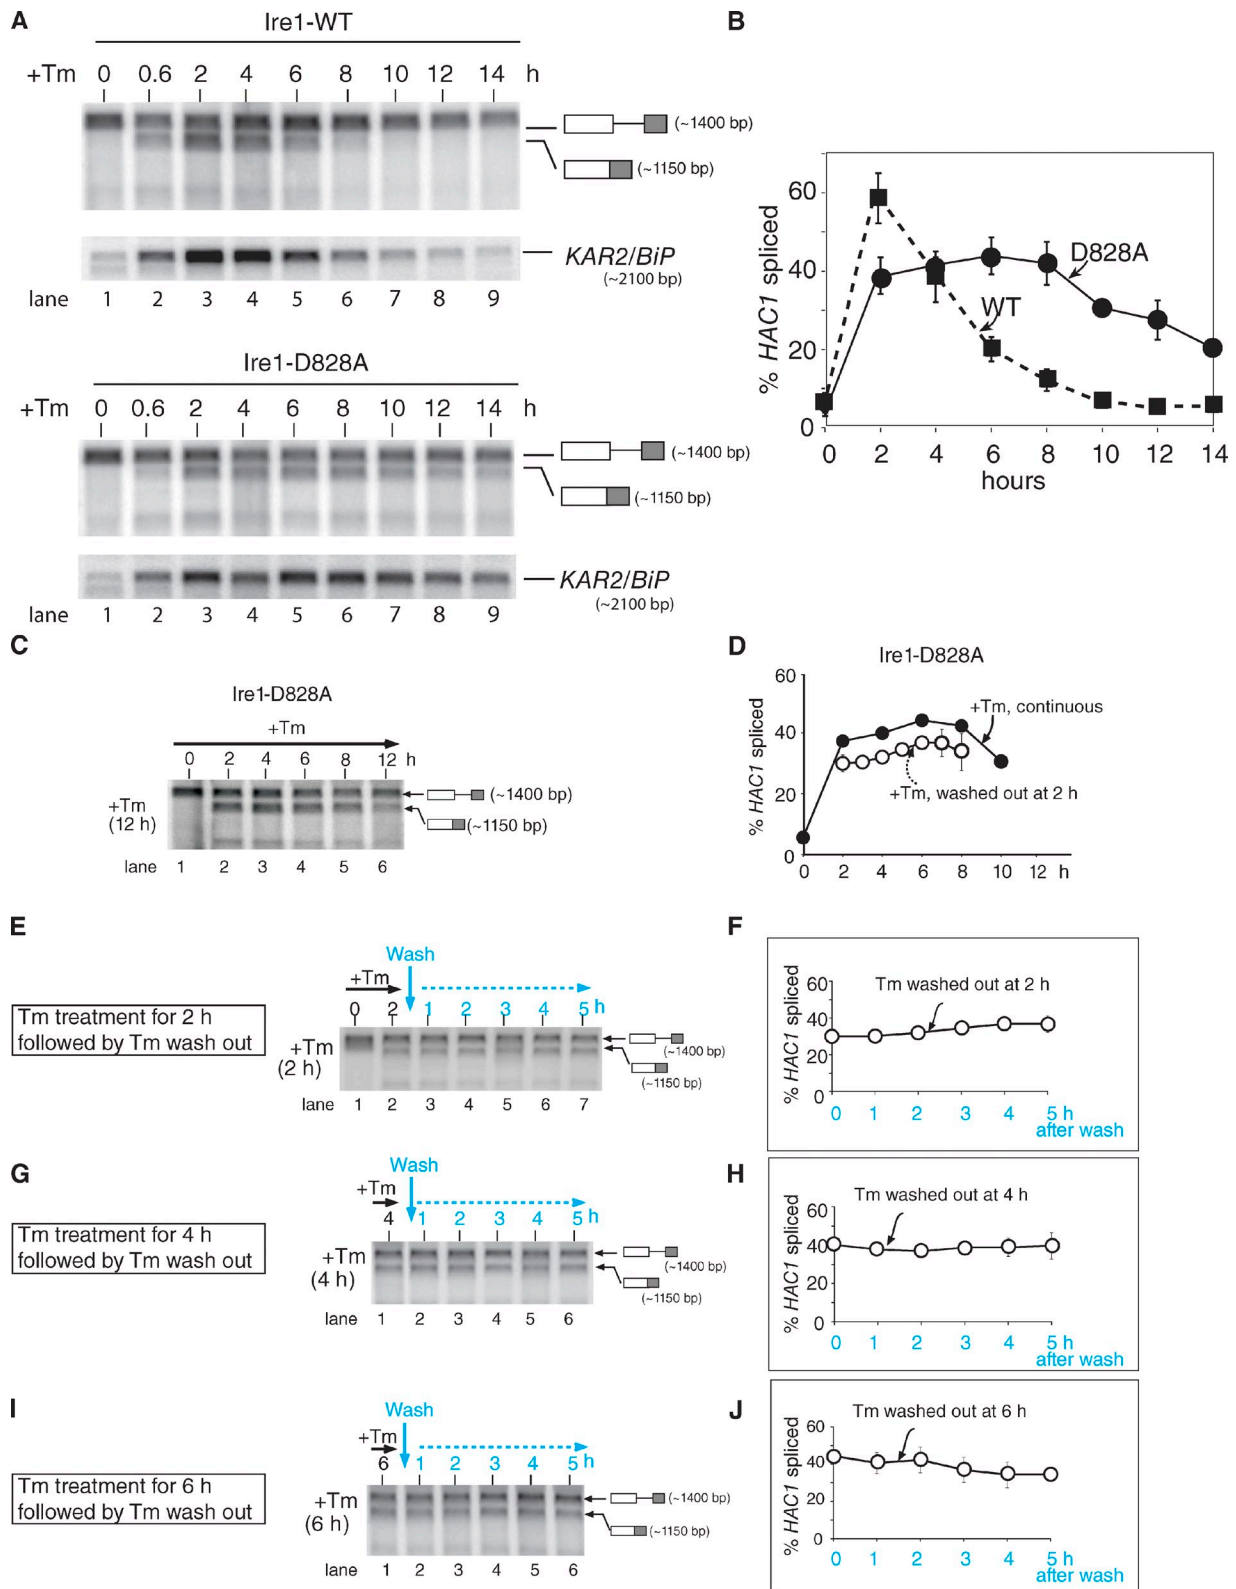 A
Ire1-WT
+Tm 0 0.6 2 4 6 8 10 12 14 h
(~1400 bp)
(~1150 bp)
KAR2/BiP
(~2100 bp)
lane 1 2 3 4 5 6 7 8 9
Ire1-D828A
+Tm 0 0.6 2 4 6 8 10 12 14 h
(~1400 bp)
(~1150 bp)
KAR2/BiP
(~2100 bp)
lane 1 2 3 4 5 6 7 8 9
B
% HAC1 spliced
60
40
20
0
D828A
WT
0 2 4 6 8 10 12 14
hours
C
Ire1-D828A
+Tm
0 2 4 6 8 12 h
+Tm
(12 h)
(~1400 bp)
(~1150 bp)
lane 1 2 3 4 5 6
D
Ire1-D828A
% HAC1 spliced
60
40
20
0
+Tm, continuous
+Tm, washed out at 2 h
0 2 4 6 8 10 12 h
E
Tm treatment for 2 h
followed by Tm wash out
Wash
+Tm
0 2 1 2 3 4 5 h
+Tm
(2 h)
(~1400 bp)
(~1150 bp)
lane 1 2 3 4 5 6 7
F
% HAC1 spliced
60
40
20
0
Tm washed out at 2 h
0 1 2 3 4 5 h
after wash
G
Tm treatment for 4 h
followed by Tm wash out
Wash
+Tm
4 1 2 3 4 5 h
+Tm
(4 h)
(~1400 bp)
(~1150 bp)
lane 1 2 3 4 5 6
H
% HAC1 spliced
60
40
20
0
Tm washed out at 4 h
0 1 2 3 4 5 h
after wash
I
Tm treatment for 6 h
followed by Tm wash out
Wash
+Tm
6 1 2 3 4 5 h
+Tm
(6 h)
(~1400 bp)
(~1150 bp)
lane 1 2 3 4 5 6
J
% HAC1 spliced
60
40
20
0
Tm washed out at 6 h
0 1 2 3 4 5 h
after wash